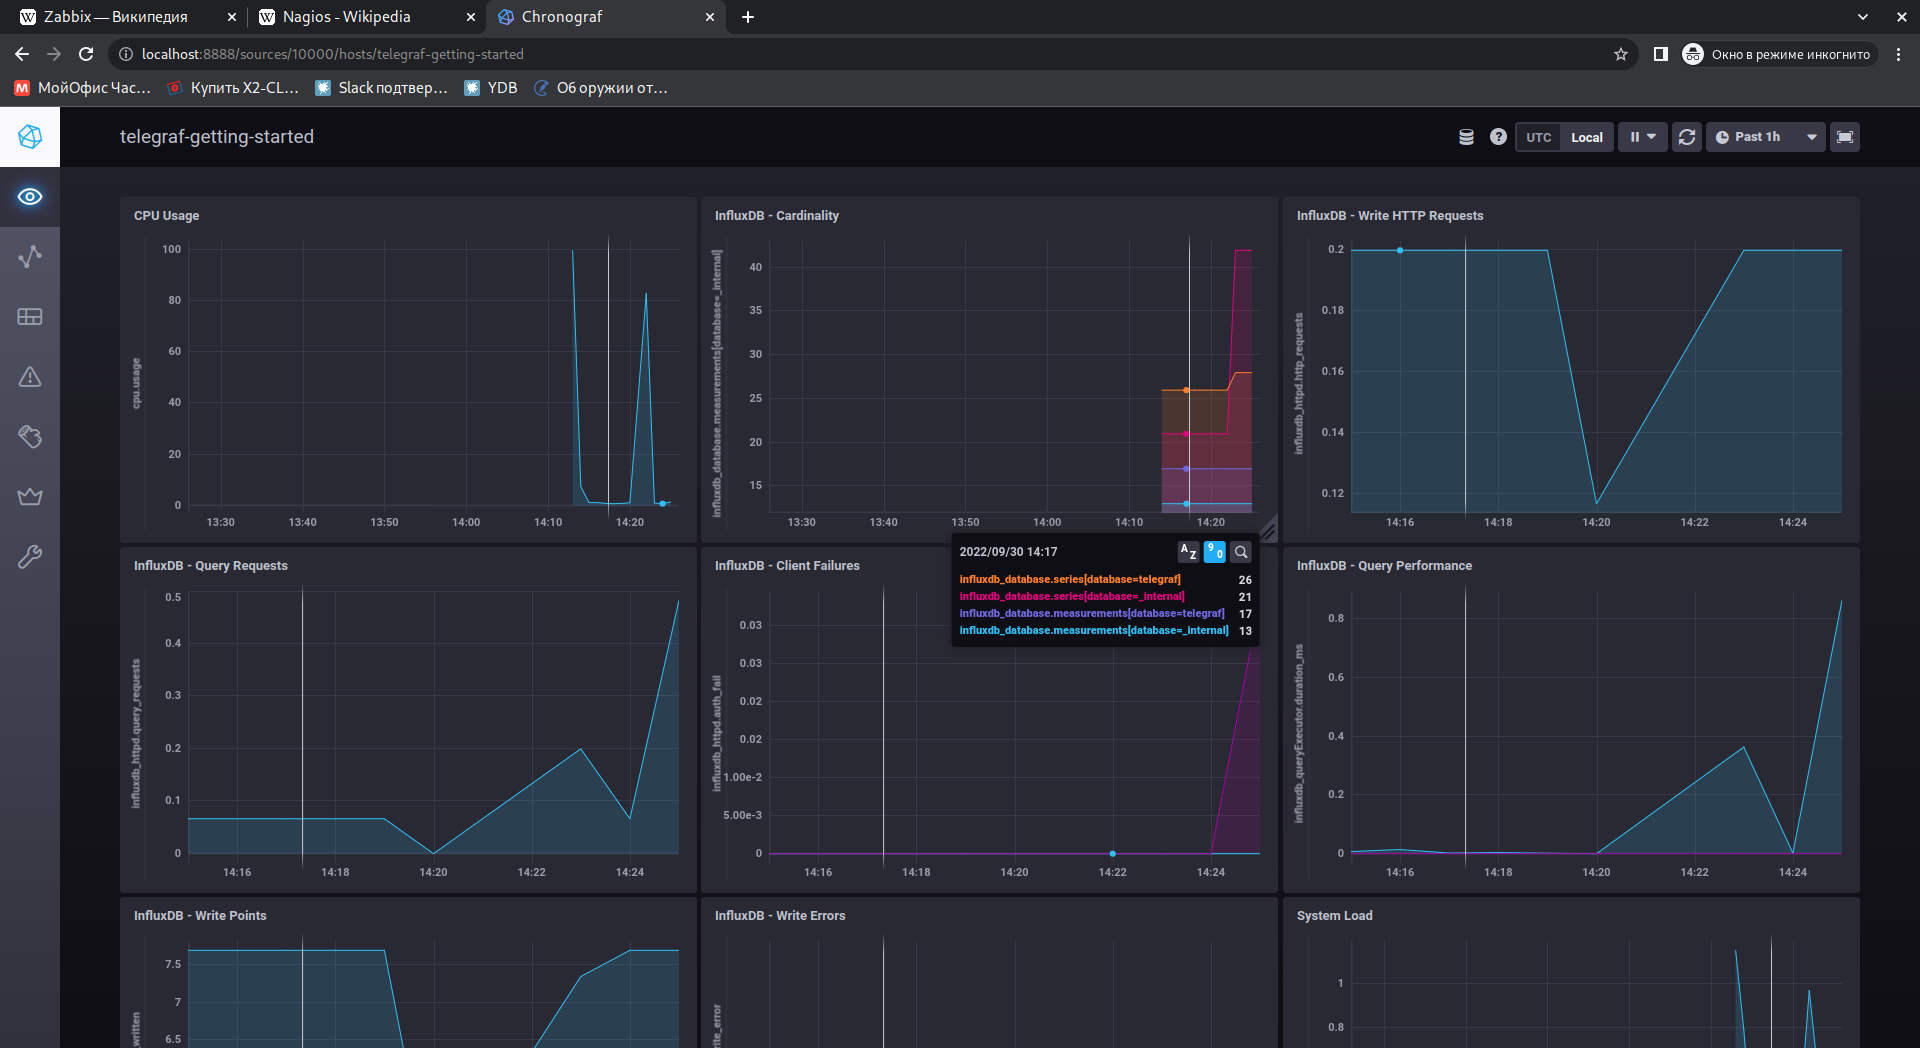 Zabbix — Википедия
Nagios - Wikipedia
Chronograf
localhost:8888/sources/10000/hosts/telegraf-getting-started
Окно в режиме инкогнито
МойОфис Час...
Купить X2-CL...
Slack подтвер...
YDB
Об оружии от...
telegraf-getting-started
UTC
Local
Past 1h
CPU Usage
cpu.usage
100
80
60
40
20
0
13:30
13:40
13:50
14:00
14:10
14:20
InfluxDB - Cardinality
influxdb_database.measurements[database=_internal]
40
35
30
25
20
15
13:30
13:40
13:50
14:00
14:10
14:20
InfluxDB - Write HTTP Requests
influxdb_httpd.http_requests
0.2
0.18
0.16
0.14
0.12
14:16
14:18
14:20
14:22
14:24
2022/09/30 14:17
A Z
9 0
influxdb_database.series[database=telegraf] 26
influxdb_database.series[database=_internal] 21
influxdb_database.measurements[database=telegraf] 17
influxdb_database.measurements[database=_internal] 13
InfluxDB - Query Requests
influxdb_httpd.query_requests
0.5
0.4
0.3
0.2
0.1
0
14:16
14:18
14:20
14:22
14:24
InfluxDB - Client Failures
influxdb_httpd.auth_fail
0.03
0.03
0.02
0.02
1.00e-2
5.00e-3
0
14:16
14:18
14:20
14:22
14:24
InfluxDB - Query Performance
influxdb_queryExecutor.duration_ms
0.8
0.6
0.4
0.2
0
14:16
14:18
14:20
14:22
14:24
InfluxDB - Write Points
_written
7.5
7
6.5
InfluxDB - Write Errors
rite_error
System Load
1
0.8